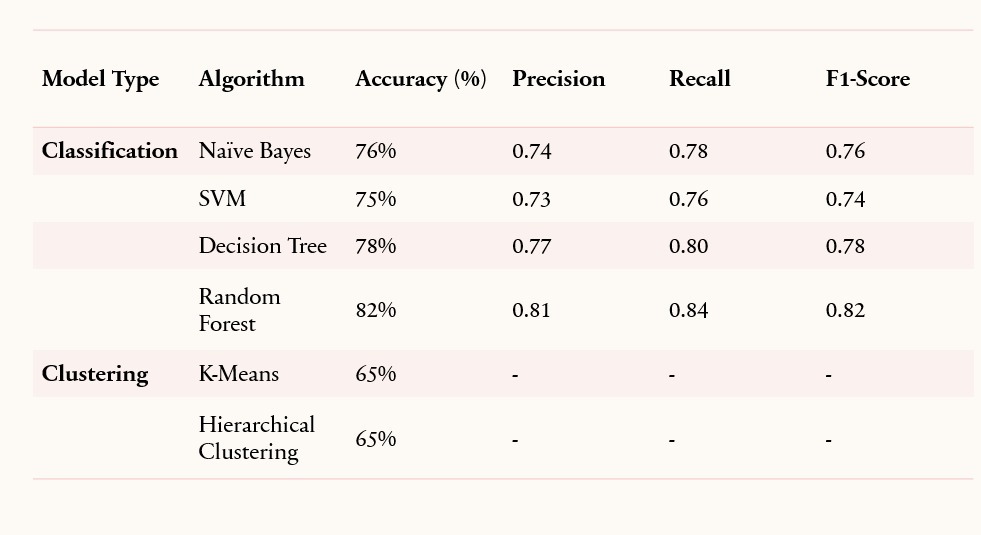 Model Type Algorithm Accuracy (%) Precision Recall F1-Score
Classification Naïve Bayes 76% 0.74 0.78 0.76
SVM 75% 0.73 0.76 0.74
Decision Tree 78% 0.77 0.80 0.78
Random
Forest 82% 0.81 0.84 0.82
Clustering K-Means 65% - - -
Hierarchical
Clustering 65% - - -